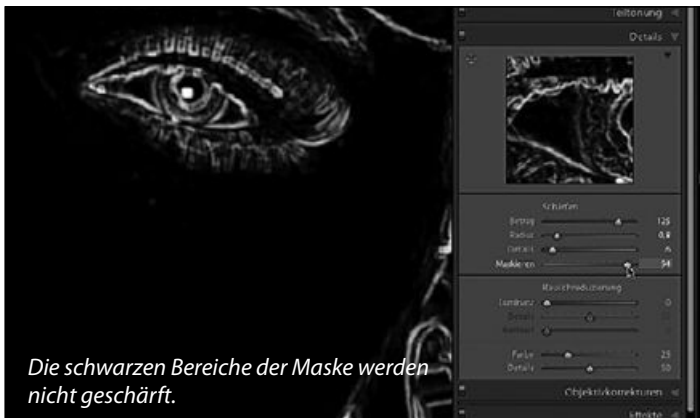 Teiltonung
Details
Schärfen
Betrag 125
Radius 0,8
Details
Maskieren 94
Rauschreduzierung
Luminanz 0
Details
Kontrast
Farbe 25
Details 50
Die schwarzen Bereiche der Maske werden
nicht geschärft.
Objektivkorrekturen
Effekte